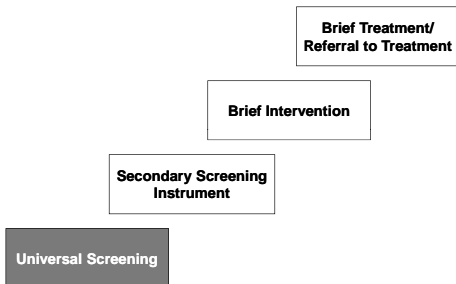 Brief Treatment/
Referral to Treatment
Brief Intervention
Secondary Screening
Instrument
Universal Screening